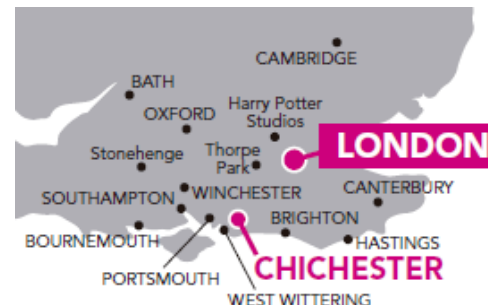 CAMBRIDGE
BATH
OXFORD
Harry Potter
Studios
LONDON
Stonehenge
Thorpe
Park
SOUTHAMPTON
WINCHESTER
CANTERBURY
BOURNEMOUTH
BRIGHTON
HASTINGS
PORTSMOUTH
CHICHESTER
WEST WITTERING